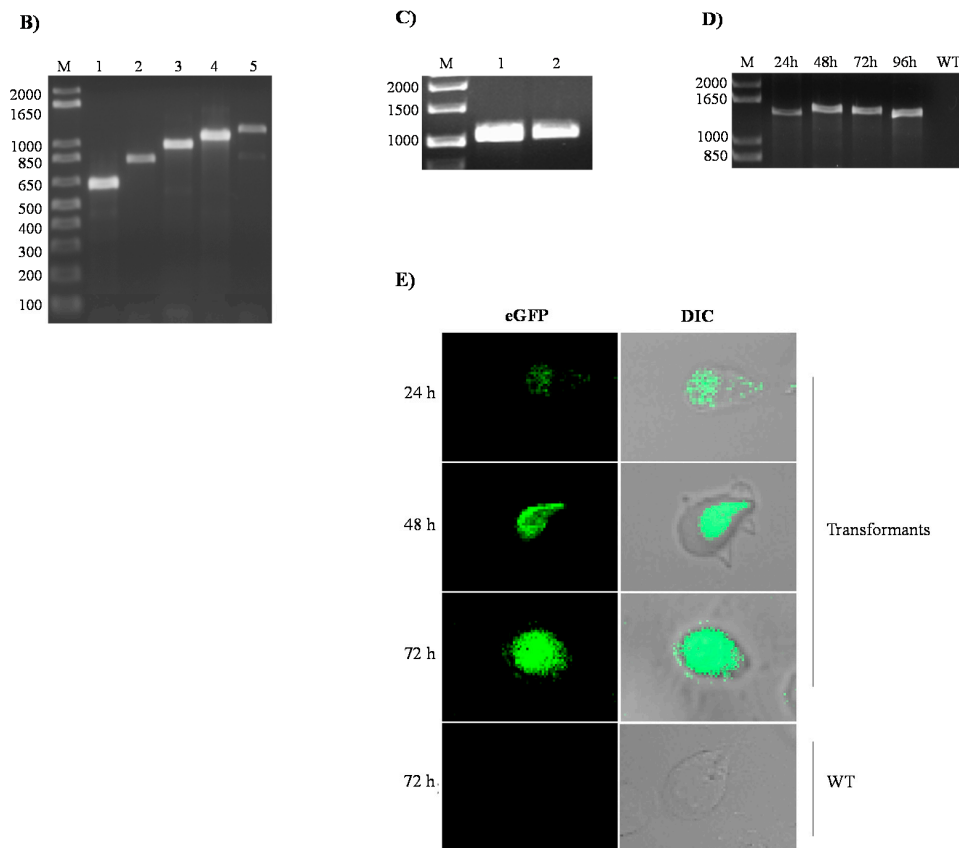 B)
M 1 2 3 4 5
2000
1650
1000
850
650
500
400
300
200
100
C)
M 1 2
2000
1500
1000
D)
M 24h 48h 72h 96h WT
2000
1650
1000
850
E)
eGFP DIC
24 h
48 h
72 h
Transformants
72 h
WT